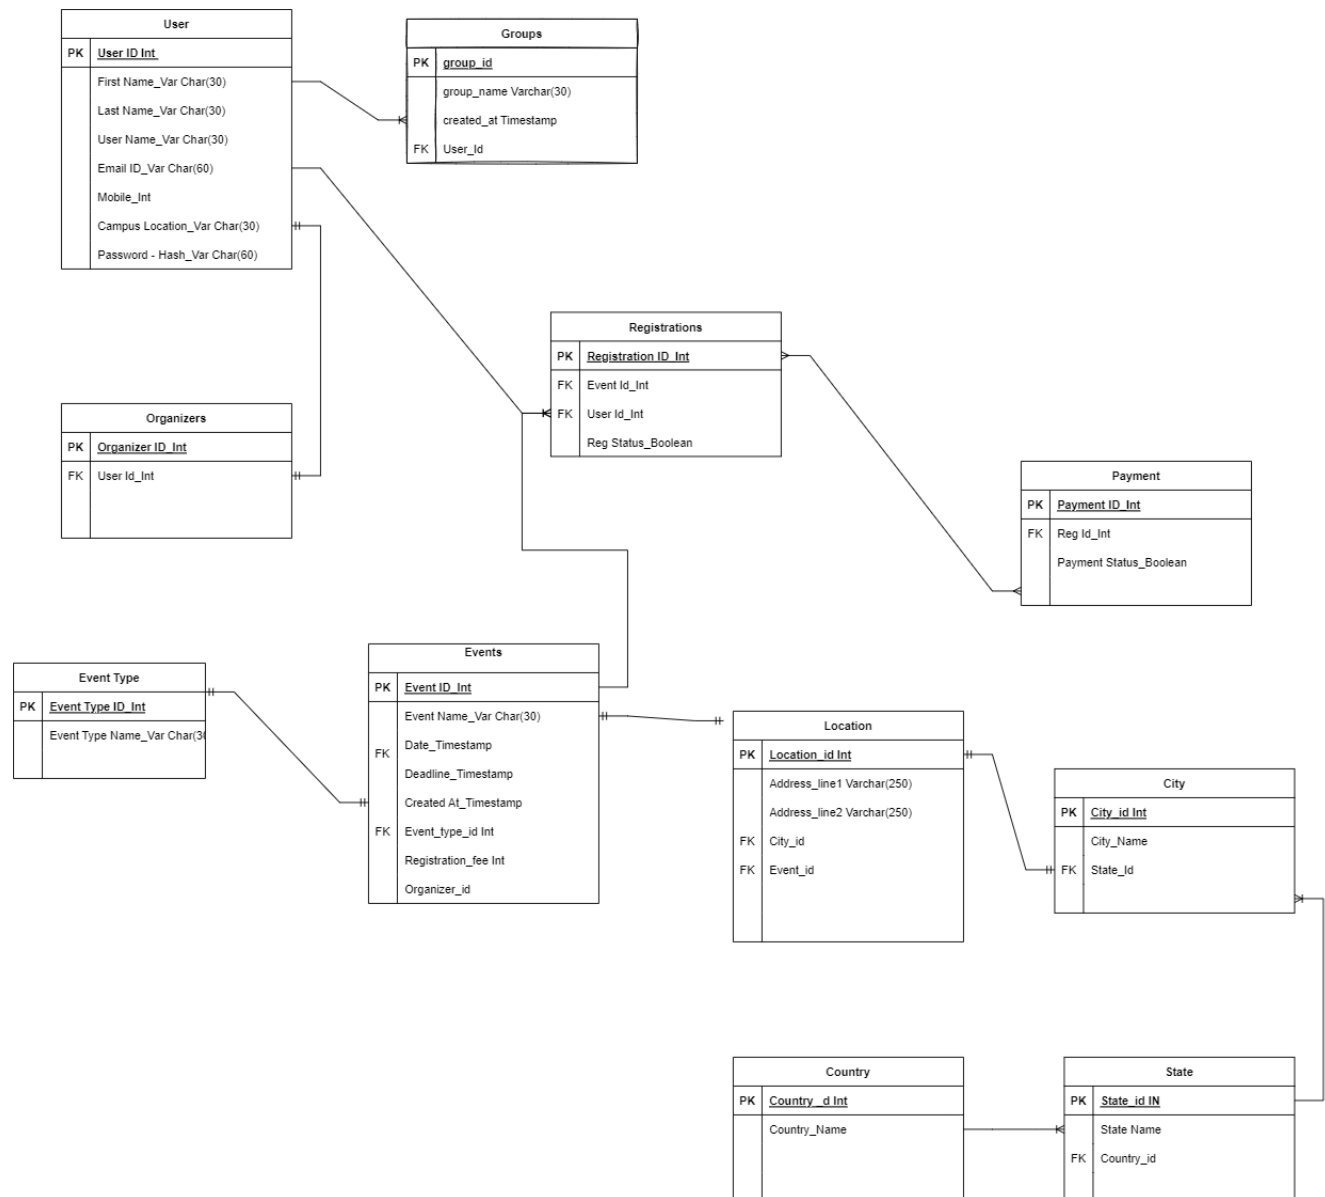 User
PK User ID Int
First Name_Var Char(30)
Last Name_Var Char(30)
User Name_Var Char(30)
Email ID_Var Char(60)
Mobile_Int
Campus Location_Var Char(30)
Password - Hash_Var Char(60)
Groups
PK group_id
group_name Varchar(30)
created_at Timestamp
FK User_Id
Registrations
PK Registration ID_Int
FK Event Id_Int
FK User Id_Int
Reg Status_Boolean
Organizers
PK Organizer ID_Int
FK User Id_Int
Payment
PK Payment ID_Int
FK Reg Id_Int
Payment Status_Boolean
Event Type
PK Event Type ID_Int
Event Type Name_Var Char(30
Events
PK Event ID_Int
Event Name_Var Char(30)
FK Date_Timestamp
Deadline_Timestamp
Created At_Timestamp
FK Event_type_id Int
Registration_fee Int
Organizer_id
Location
PK Location_id Int
Address_line1 Varchar(250)
Address_line2 Varchar(250)
FK City_id
FK Event_id
City
PK City_id Int
City_Name
FK State_Id
Country
PK Country _d Int
Country_Name
State
PK State_id IN
State Name
FK Country_id